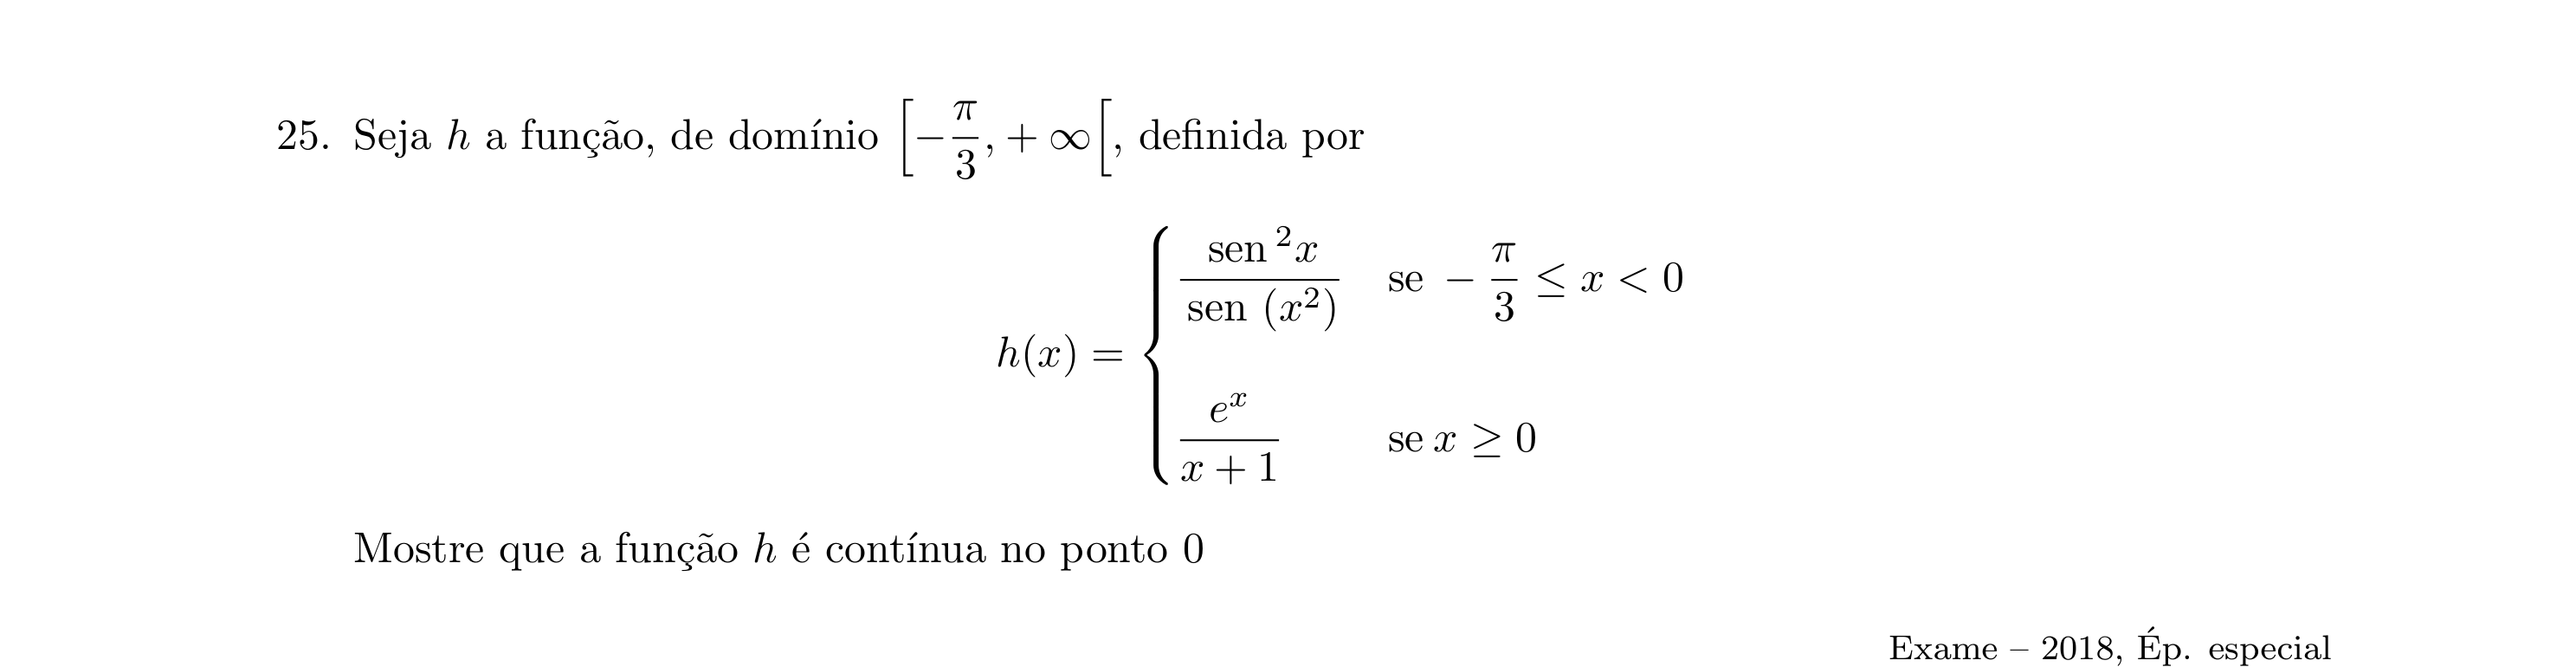 25. Seja h a função, de domínio [−π/3, +∞[, definida por
h(x) = { sen²x / sen (x²) se − π/3 ≤ x < 0
e^x / (x + 1) se x ≥ 0
Mostre que a função h é contínua no ponto 0
Exame – 2018, Ép. especial